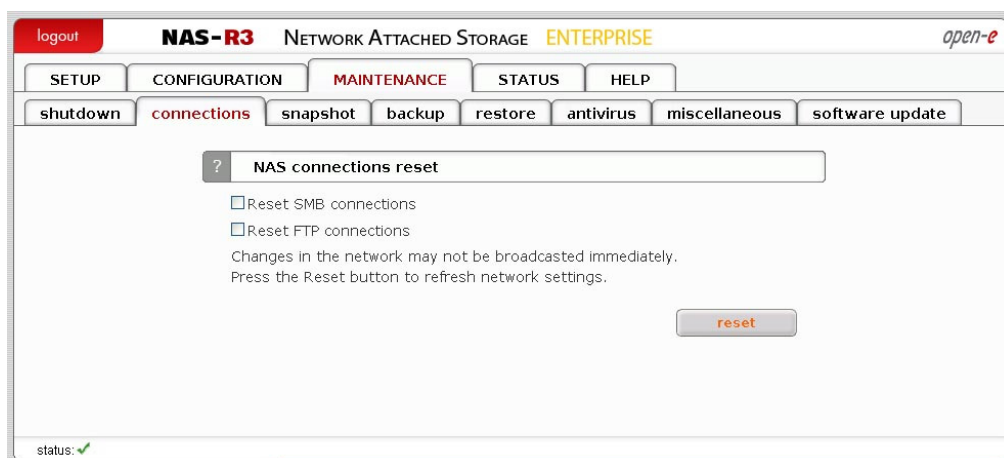 logout NAS-R3 NETWORK ATTACHED STORAGE ENTERPRISE open-e
SETUP CONFIGURATION MAINTENANCE STATUS HELP
shutdown connections snapshot backup restore antivirus miscellaneous software update
? NAS connections reset
Reset SMB connections
Reset FTP connections
Changes in the network may not be broadcasted immediately.
Press the Reset button to refresh network settings.
reset
status: